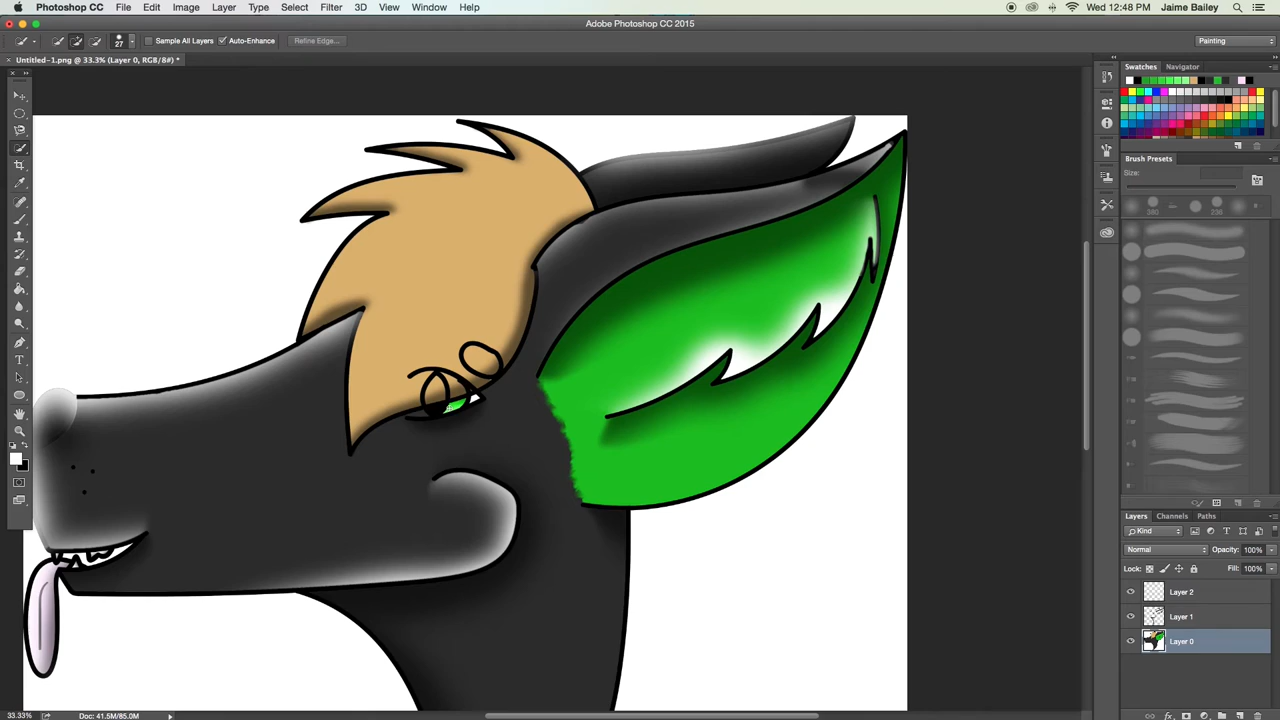 Photoshop CC File Edit Image Layer Type Select Filter 3D View Window Help Wed 12:48 PM Jaime Bailey
Adobe Photoshop CC 2015
27 Sample All Layers Auto-Enhance Refine Edge... Painting
Untitled-1.png @ 33.3% (Layer 0, RGB/8#) *
Swatches Navigator
Brush Presets
Size:
380 236
Layers Channels Paths
Kind
Normal Opacity: 100%
Lock: Fill: 100%
Layer 2
Layer 1
Layer 0
33.33% Doc: 41.5M/85.0M